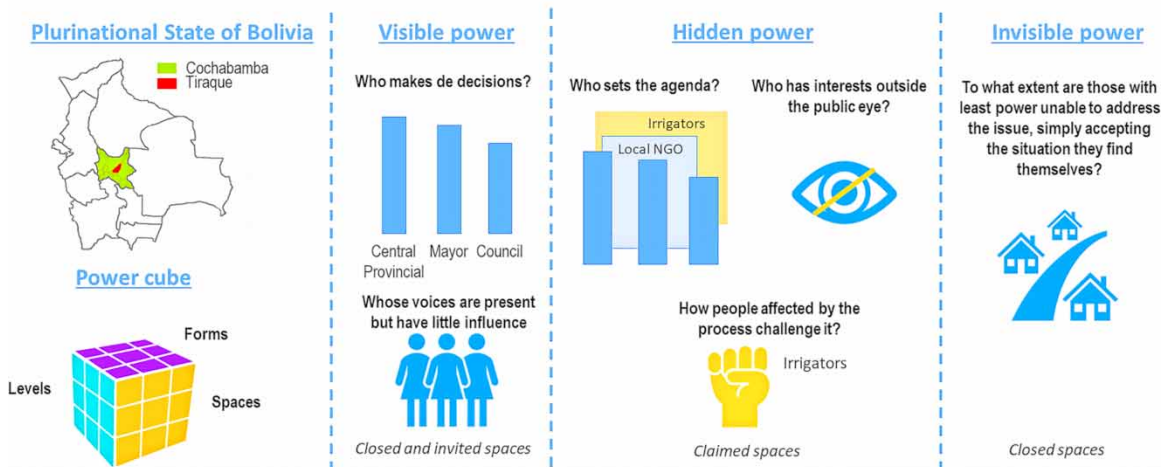 Plurinational State of Bolivia
Cochabamba
Tiraque
Power cube
Forms
Levels
Spaces
Visible power
Who makes de decisions?
Central
Provincial
Mayor
Council
Whose voices are present
but have little influence
Closed and invited spaces
Hidden power
Who sets the agenda?
Irrigators
Local NGO
Who has interests outside
the public eye?
How people affected by the
process challenge it?
Irrigators
Claimed spaces
Invisible power
To what extent are those with
least power unable to address
the issue, simply accepting
the situation they find
themselves?
Closed spaces